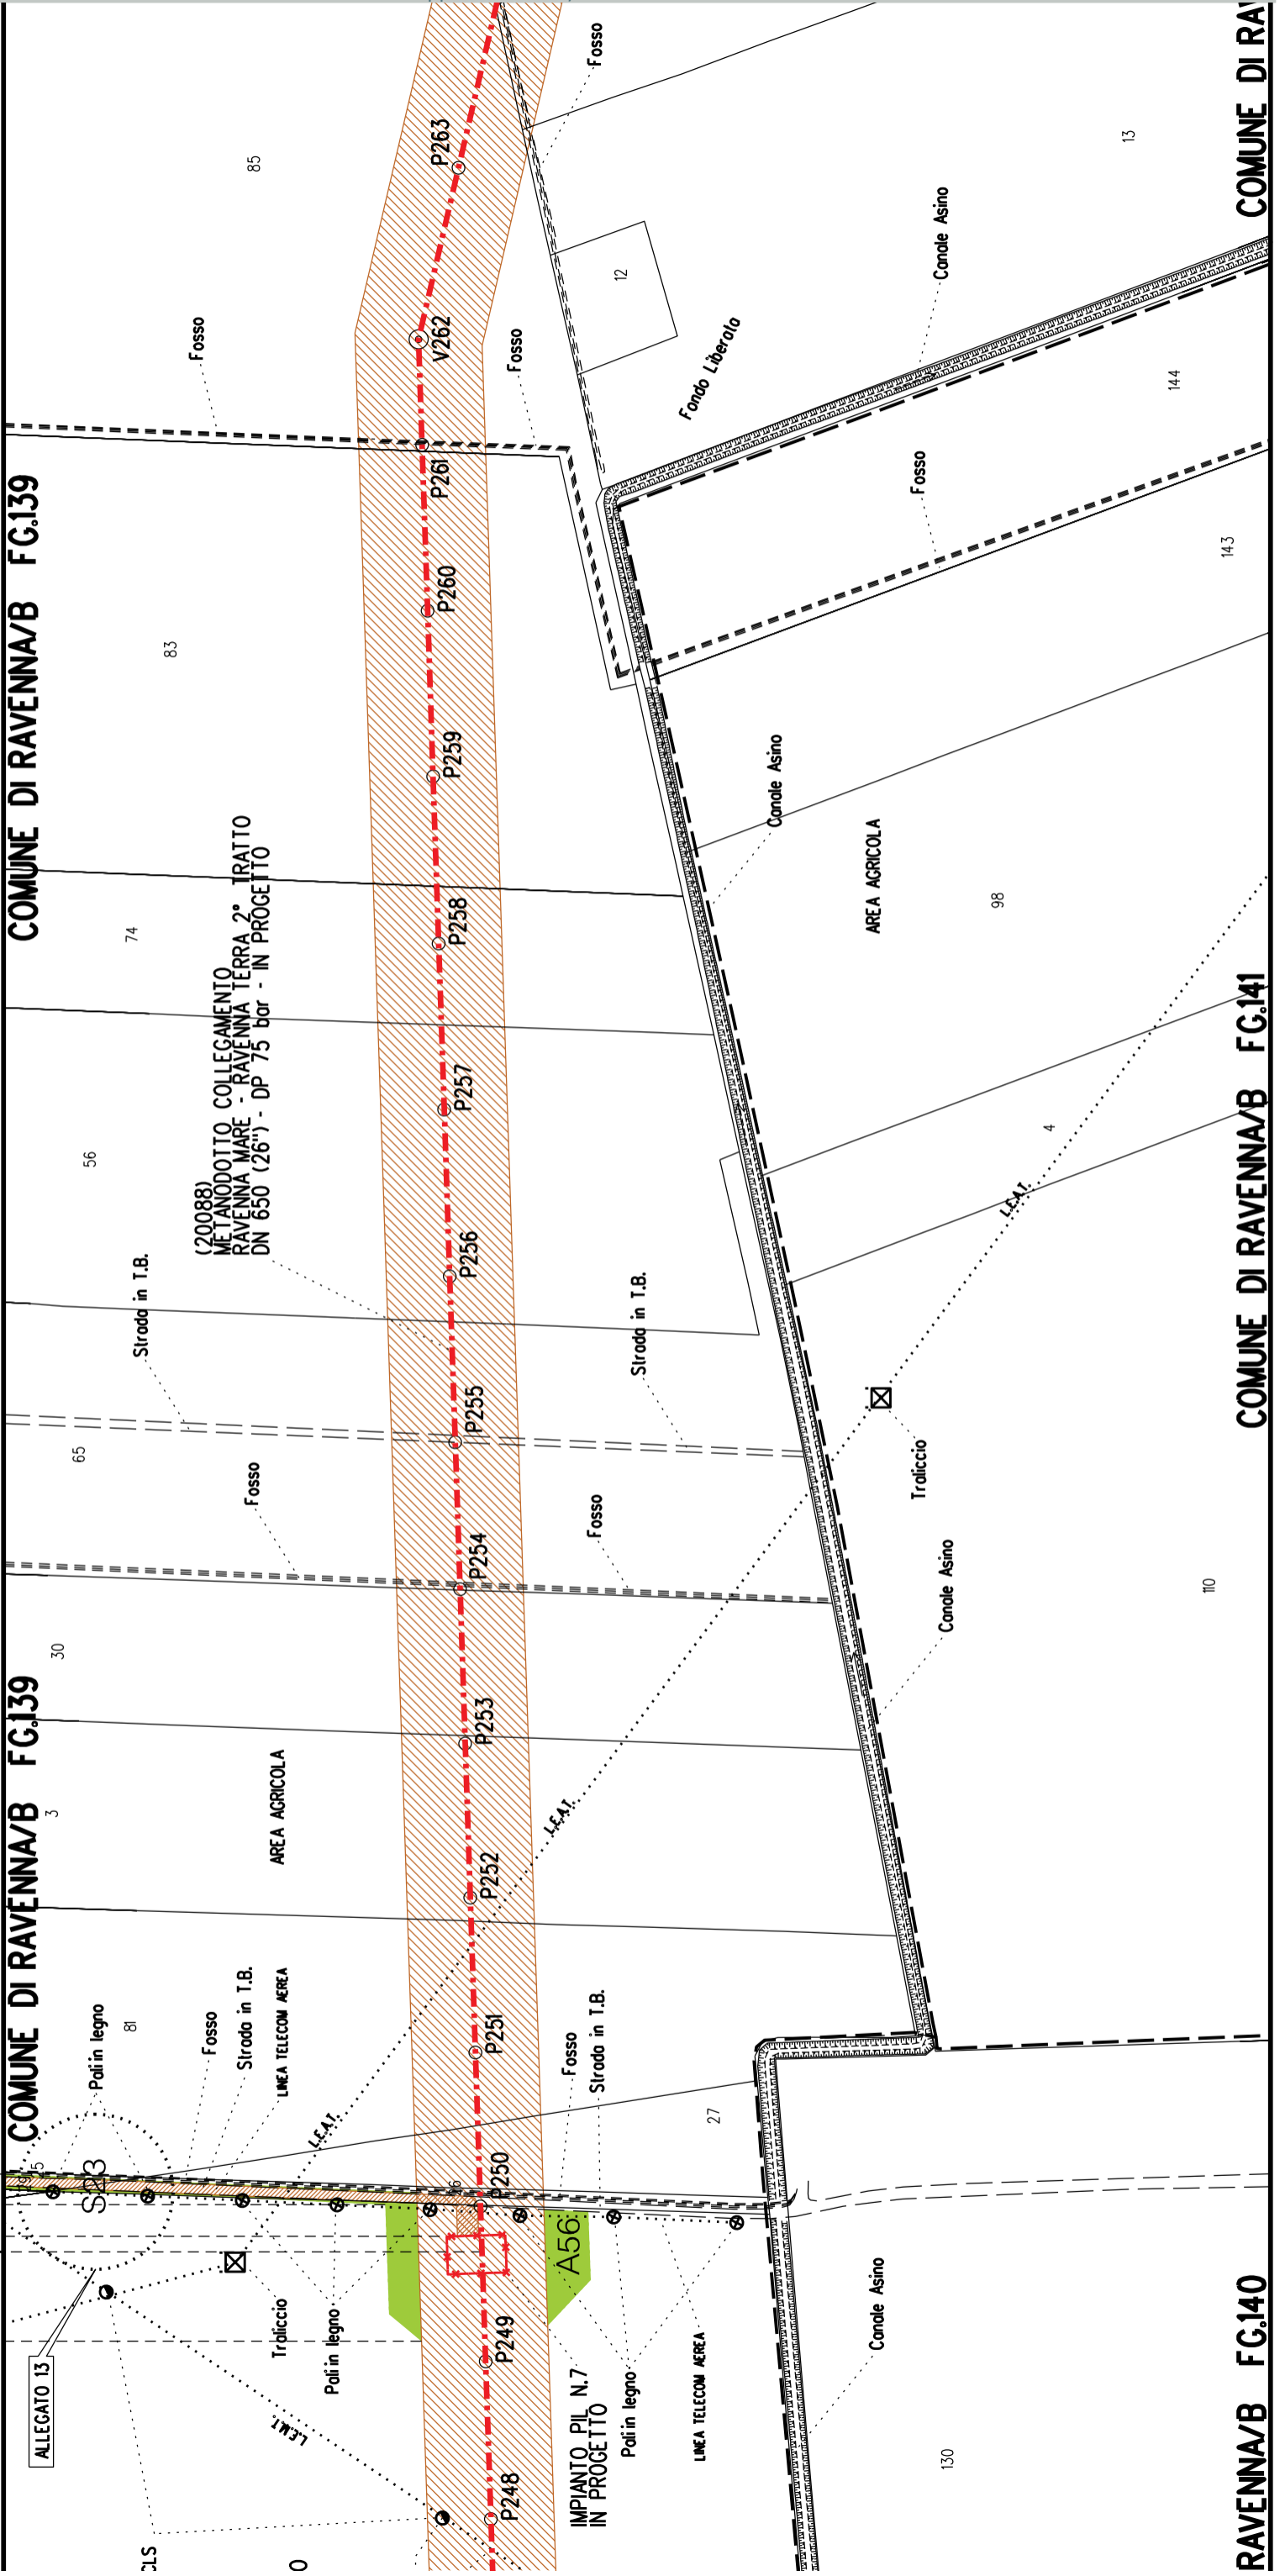 COMUNE DI RAVENNA/B FG.139
COMUNE DI RAVENNA/B FG.139
85
83
74
56
65
30
3
81
Fosso
Fosso
Fosso
P263
V262
P261
P260
P259
P258
P257
P256
P255
P254
P253
P252
P251
P250
P249
P248
12
13
Fondo Liberata
Canale Asino
144
Fosso
143
Canale Asino
AREA AGRICOLA
98
4
L.E.A.T.
(20088)
METANODOTTO COLLEGAMENTO
RAVENNA MARE - RAVENNA TERRA 2° TRATTO
DN 650 (26") - DP 75 bar - IN PROGETTO
Strada in T.B.
Strada in T.B.
Fosso
Fosso
Traliccio
Canale Asino
110
AREA AGRICOLA
L.E.A.T.
Pali in legno
Fosso
Strada in T.B.
LINEA TELECOM AEREA
L.E.A.T.
Fosso
Strada in T.B.
27
26
A56
ALLEGATO 13
Traliccio
Pali in legno
L.E.M.T.
IMPIANTO PIL N.7
IN PROGETTO
Pali in legno
LINEA TELECOM AEREA
Canale Asino
130
CLS
COMUNE DI RAV
COMUNE DI RAVENNA/B FG.141
RAVENNA/B FG.140